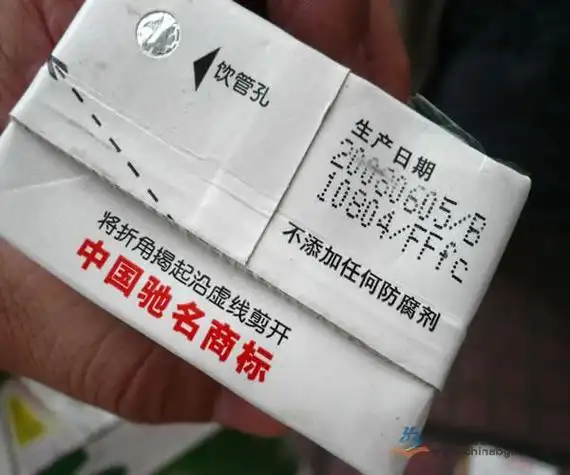 饮管孔
生产日期
10804/FFfc
不添加任何防腐剂
将折角揭起沿虚线剪开
中国驰名商标